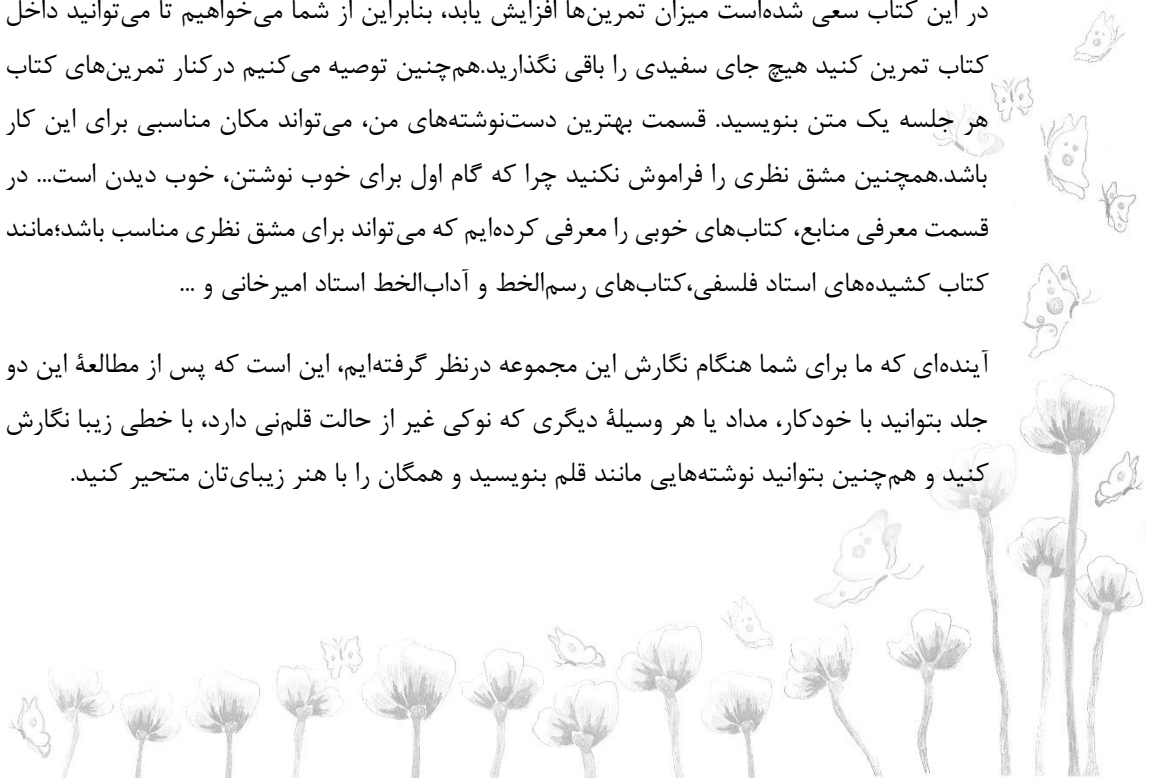 در این کتاب سعی شده‌است میزان تمرین‌ها افزایش یابد، بنابراین از شما می‌خواهیم تا می‌توانید داخل
کتاب تمرین کنید هیچ جای سفیدی را باقی نگذارید.هم‌چنین توصیه می‌کنیم درکنار تمرین‌های کتاب
هر جلسه یک متن بنویسید. قسمت بهترین دست‌نوشته‌های من، می‌تواند مکان مناسبی برای این کار
باشد.همچنین مشق نظری را فراموش نکنید چرا که گام اول برای خوب نوشتن، خوب دیدن است... در
قسمت معرفی منابع، کتاب‌های خوبی را معرفی کرده‌ایم که می‌تواند برای مشق نظری مناسب باشد؛مانند
کتاب کشیده‌های استاد فلسفی،کتاب‌های رسم‌الخط و آداب‌الخط استاد امیرخانی و ...
آینده‌ای که ما برای شما هنگام نگارش این مجموعه درنظر گرفته‌ایم، این است که پس از مطالعهٔ این دو
جلد بتوانید با خودکار، مداد یا هر وسیلهٔ دیگری که نوکی غیر از حالت قلم‌نی دارد، با خطی زیبا نگارش
کنید و هم‌چنین بتوانید نوشته‌هایی مانند قلم بنویسید و همگان را با هنر زیبای‌تان متحیر کنید.